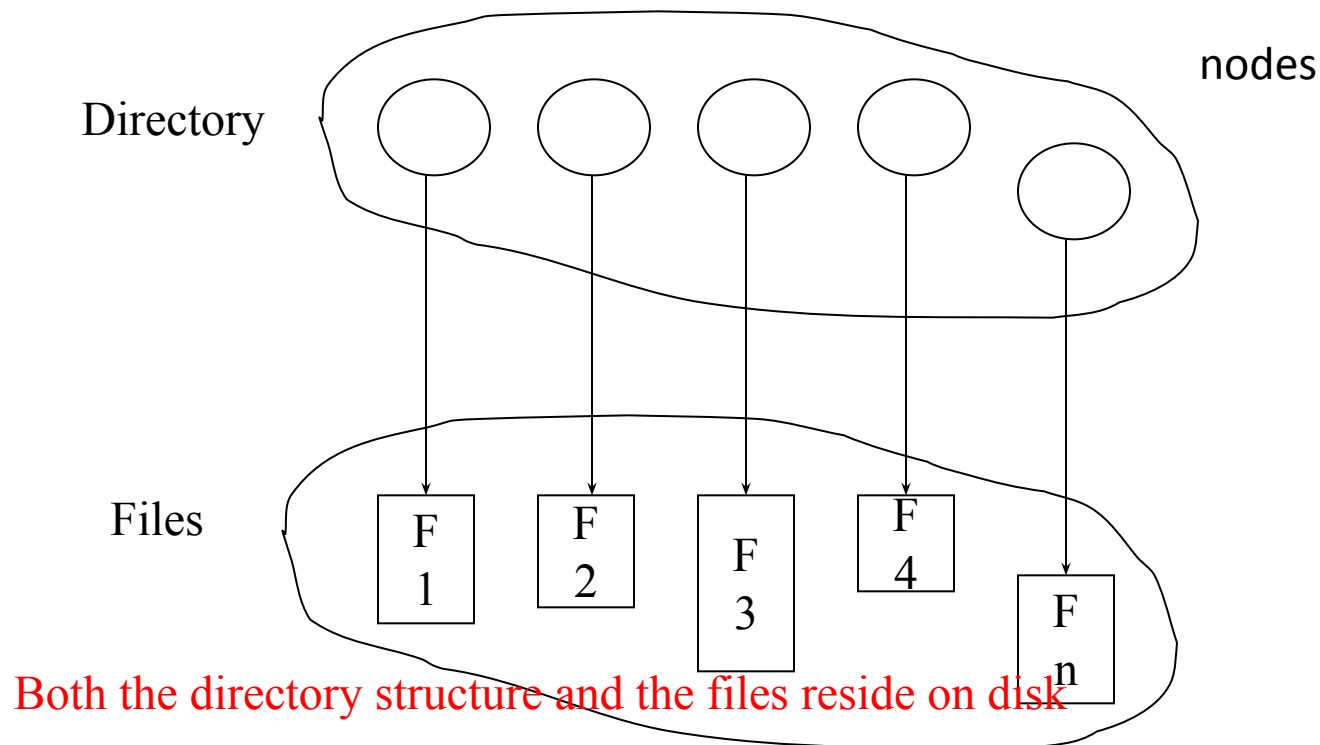 nodes
Directory
Files
F
1
F
2
F
3
F
4
F
n
Both the directory structure and the files reside on disk